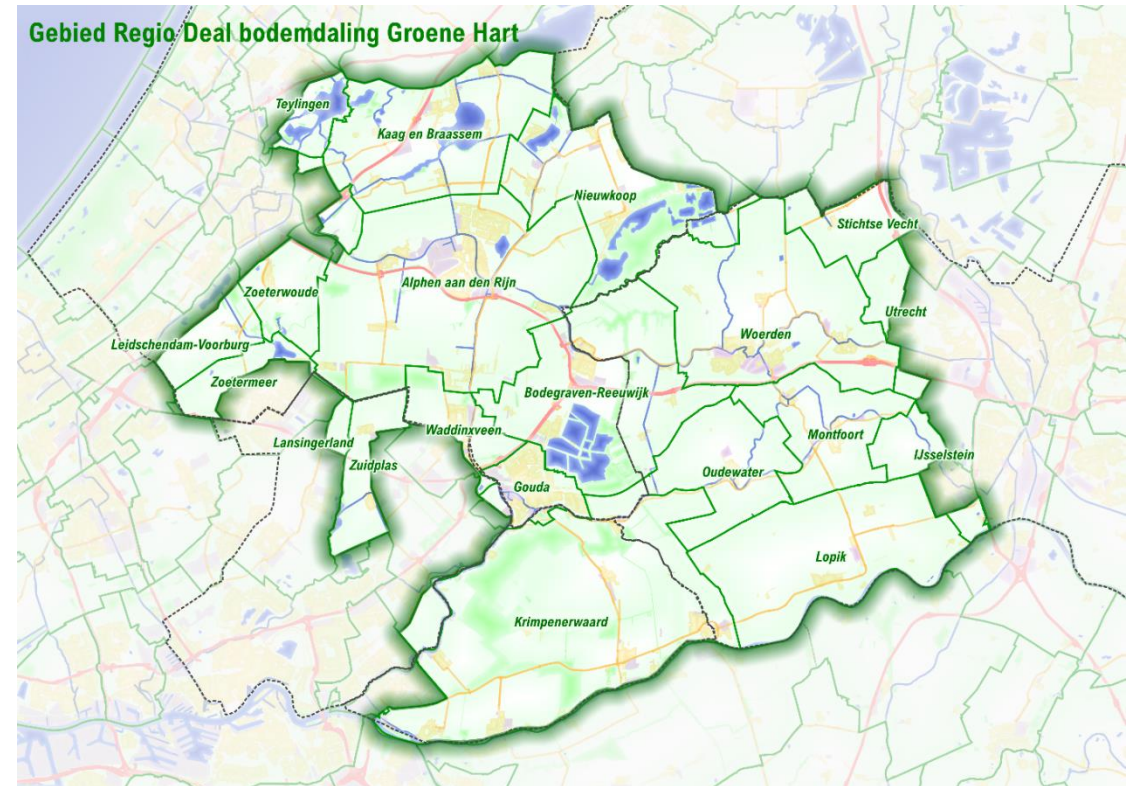 Gebied Regio Deal bodemdaling Groene Hart
Teylingen
Kaag en Braassem
Nieuwkoop
Stichtse Vecht
Alphen aan den Rijn
Zoeterwoude
Utrecht
Woerden
Leidschendam-Voorburg
Zoetermeer
Bodegraven-Reeuwijk
Waddinxveen
Montfoort
Lansingerland
IJsselstein
Zuidplas
Oudewater
Gouda
Lopik
Krimpenerwaard